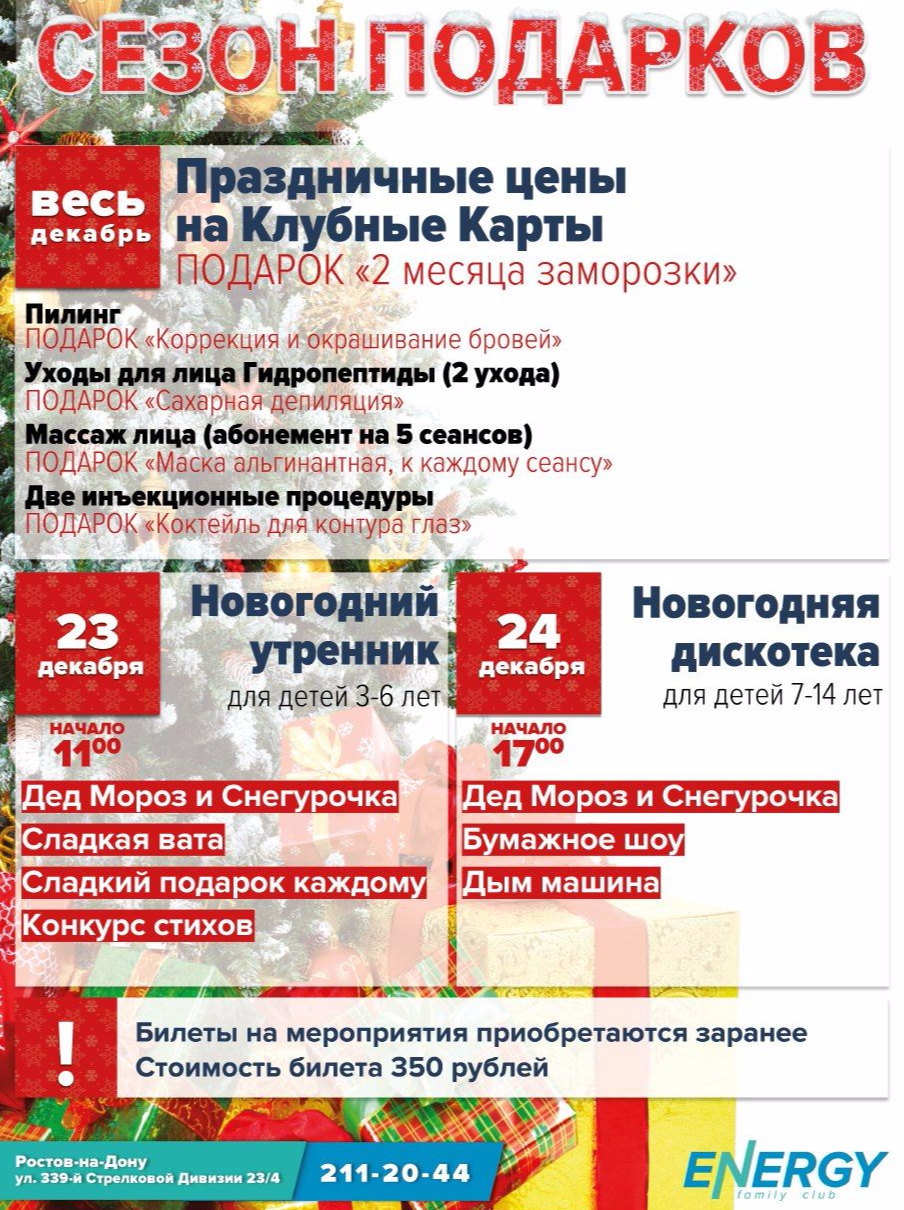 СЕЗОН ПОДАРКОВ
весь
декабрь
Праздничные цены
на Клубные Карты
ПОДАРОК «2 месяца заморозки»
Пилинг
ПОДАРОК «Коррекция и окрашивание бровей»
Уходы для лица Гидропептиды (2 ухода)
ПОДАРОК «Сахарная депиляция»
Массаж лица (абонемент на 5 сеансов)
ПОДАРОК «Маска альгинантная, к каждому сеансу»
Две инъекционные процедуры
ПОДАРОК «Коктейль для контура глаз»
23
декабря
Новогодний
утренник
для детей 3-6 лет
НАЧАЛО
11⁰⁰
Дед Мороз и Снегурочка
Сладкая вата
Сладкий подарок каждому
Конкурс стихов
24
декабря
Новогодняя
дискотека
для детей 7-14 лет
НАЧАЛО
17⁰⁰
Дед Мороз и Снегурочка
Бумажное шоу
Дым машина
!
Билеты на мероприятия приобретаются заранее
Стоимость билета 350 рублей
Ростов-на-Дону
ул. 339-й Стрелковой Дивизии 23/4
211-20-44
ENERGY
family club